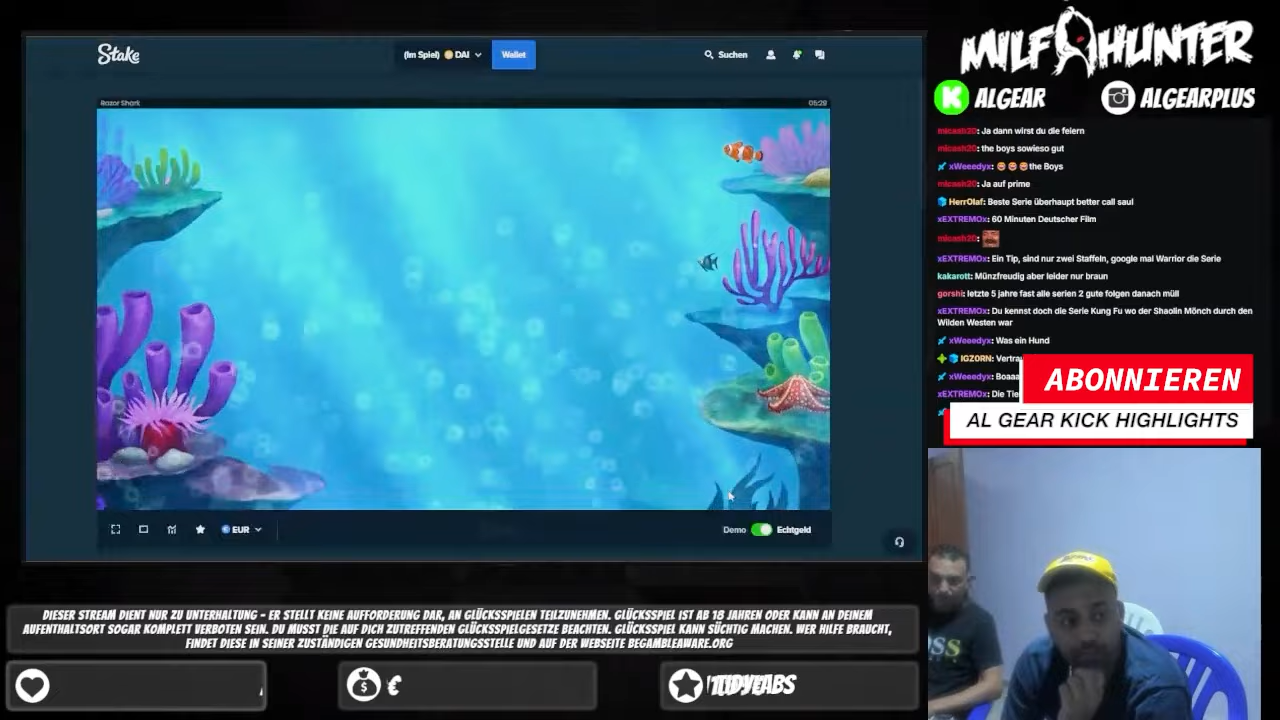 Stake
(Im Spiel) DAI
Wallet
Suchen
Razor Shark
05:29
EUR
Demo
Echtgeld
MILF HUNTER
K ALGEAR
ALGEARPLUS
micash20: Ja dann wirst du die feiern
micash20: the boys sowieso gut
xWeeedyx: the Boys
micash20: Ja auf prime
HerrOlaf: Beste Serie überhaupt better call saul
xEXTREMOx: 60 Minuten Deutscher Film
micash20:
xEXTREMOx: Ein Tip, sind nur zwei Staffeln, google mal Warrior die Serie
kakarott: Münzfreudig aber leider nur braun
gorshi: letzte 5 jahre fast alle serien 2 gute folgen danach müll
xEXTREMOx: Du kennst doch die Serie Kung Fu wo der Shaolin Mönch durch den
Wilden Westen war
xWeeedyx: Was ein Hund
IGZORN: Vertrau
xWeeedyx: Boaaa
xEXTREMOx: Die Tie
ABONNIEREN
AL GEAR KICK HIGHLIGHTS
DIESER STREAM DIENT NUR ZU UNTERHALTUNG - ER STELLT KEINE AUFFORDERUNG DAR, AN GLÜCKSSPIELEN TEILZUNEHMEN. GLÜCKSSPIEL IST AB 18 JAHREN ODER KANN AN DEINEM
AUFENTHALTSORT SOGAR KOMPLETT VERBOTEN SEIN. DU MUSST DIE AUF DICH ZUTREFFENDEN GLÜCKSSPIELGESETZE BEACHTEN. GLÜCKSSPIEL KANN SÜCHTIG MACHEN. WER HILFE BRAUCHT,
FINDET DIESE IN SEINER ZUSTÄNDIGEN GESUNDHEITSBERATUNGSSTELLE UND AUF DER WEBSITE BEGAMBLEAWARE.ORG
€